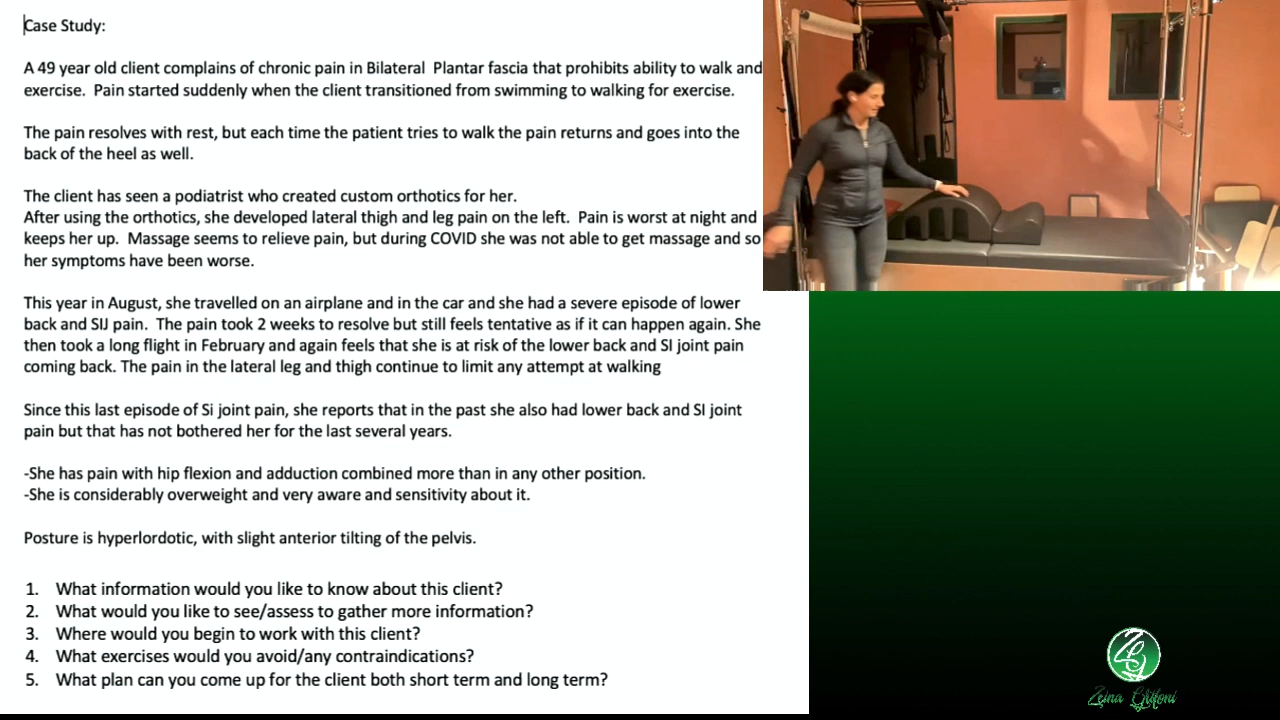 Case Study:
A 49 year old client complains of chronic pain in Bilateral Plantar fascia that prohibits ability to walk and
exercise. Pain started suddenly when the client transitioned from swimming to walking for exercise.
The pain resolves with rest, but each time the patient tries to walk the pain returns and goes into the
back of the heel as well.
The client has seen a podiatrist who created custom orthotics for her.
After using the orthotics, she developed lateral thigh and leg pain on the left. Pain is worst at night and
keeps her up. Massage seems to relieve pain, but during COVID she was not able to get massage and so
her symptoms have been worse.
This year in August, she travelled on an airplane and in the car and she had a severe episode of lower
back and SIJ pain. The pain took 2 weeks to resolve but still feels tentative as if it can happen again. She
then took a long flight in February and again feels that she is at risk of the lower back and SI joint pain
coming back. The pain in the lateral leg and thigh continue to limit any attempt at walking
Since this last episode of Si joint pain, she reports that in the past she also had lower back and SI joint
pain but that has not bothered her for the last several years.
-She has pain with hip flexion and adduction combined more than in any other position.
-She is considerably overweight and very aware and sensitivity about it.
Posture is hyperlordotic, with slight anterior tilting of the pelvis.
1. What information would you like to know about this client?
2. What would you like to see/assess to gather more information?
3. Where would you begin to work with this client?
4. What exercises would you avoid/any contraindications?
5. What plan can you come up for the client both short term and long term?
ZG
Zeina Grifoni